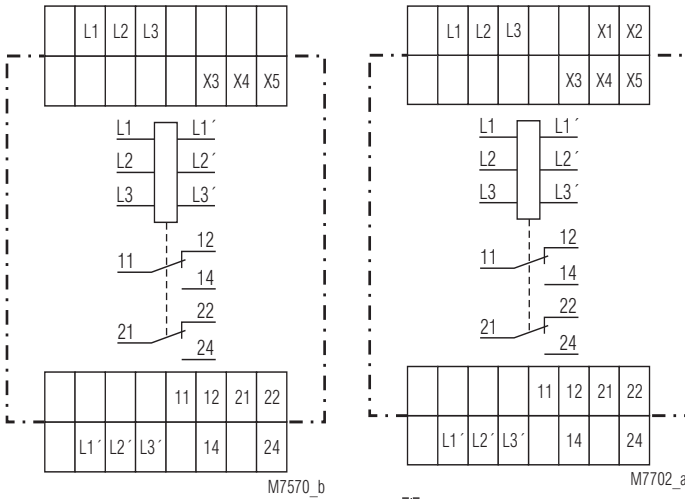 L1 L2 L3
X3 X4 X5
L1 L1´
L2 L2´
L3 L3´
12
11
14
22
21
24
11 12 21 22
L1´ L2´ L3´ 14 24
M7570_b
L1 L2 L3 X1 X2
X3 X4 X5
L1 L1´
L2 L2´
L3 L3´
12
11
14
22
21
24
11 12 21 22
L1´ L2´ L3´ 14 24
M7702_a